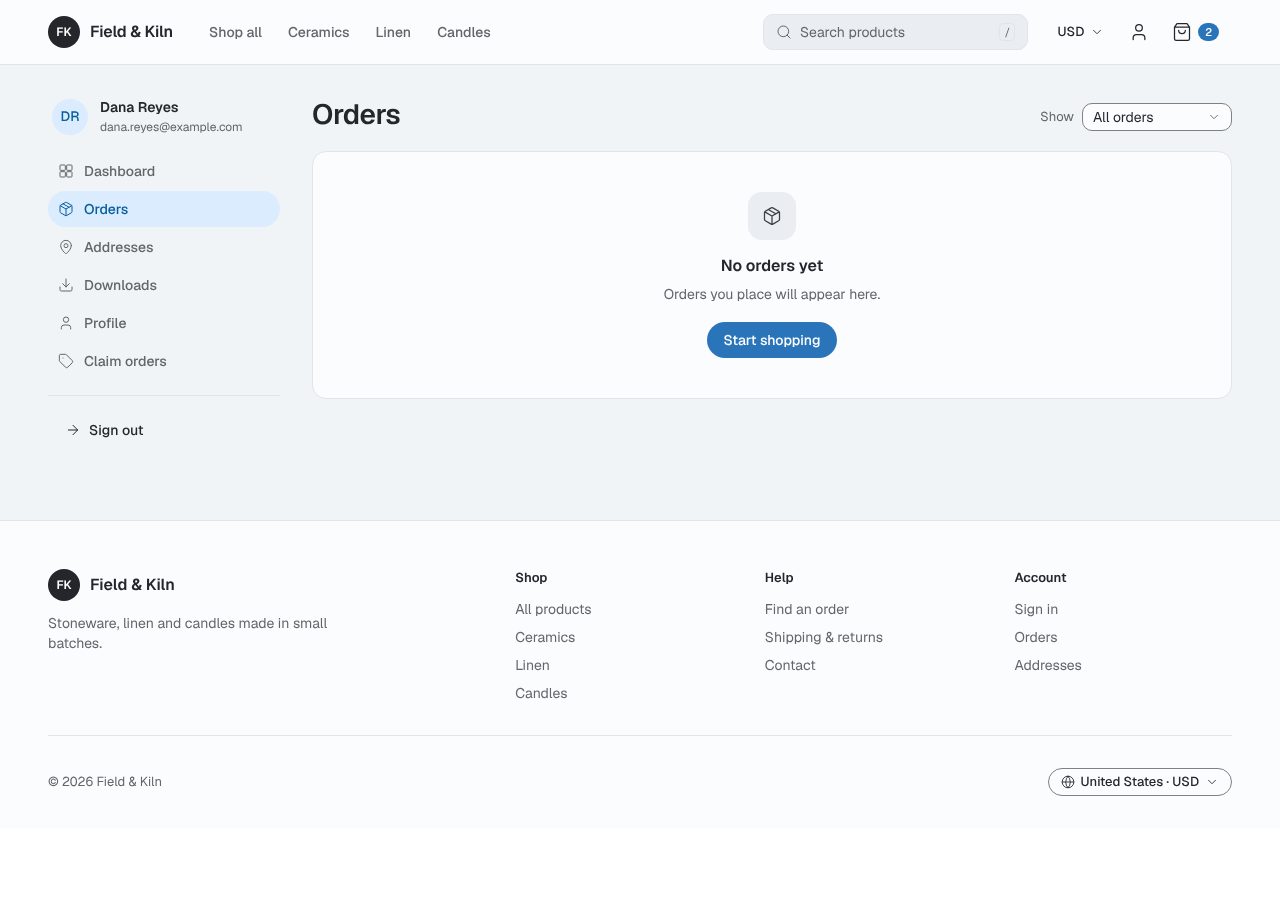 FK Field & Kiln Shop all Ceramics Linen Candles Search products / USD 2
DR Dana Reyes
dana.reyes@example.com
Dashboard
Orders
Addresses
Downloads
Profile
Claim orders
Sign out
Orders
Show All orders
No orders yet
Orders you place will appear here.
Start shopping
FK Field & Kiln
Stoneware, linen and candles made in small
batches.
Shop
All products
Ceramics
Linen
Candles
Help
Find an order
Shipping & returns
Contact
Account
Sign in
Orders
Addresses
© 2026 Field & Kiln
United States · USD